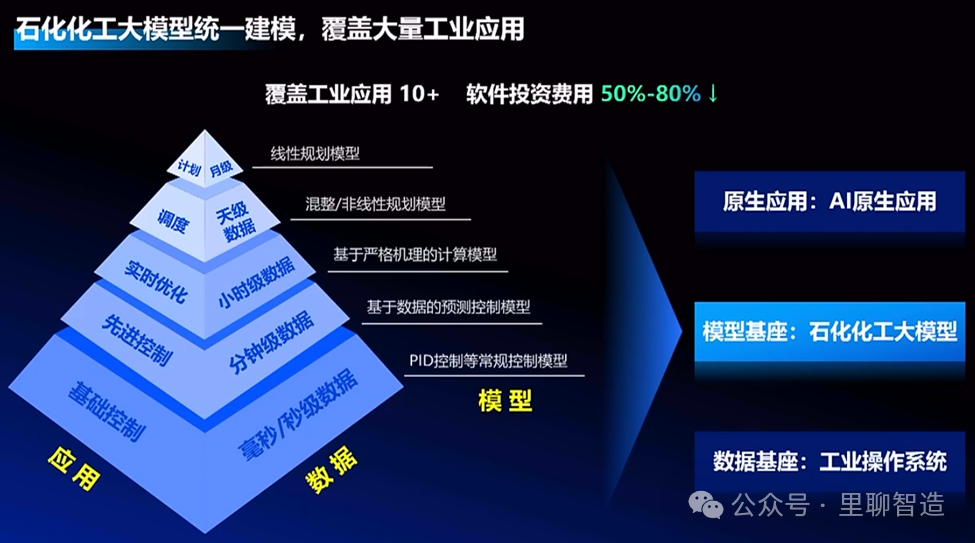 石化化工大模型统一建模，覆盖大量工业应用
覆盖工业应用 10+ 软件投资费用 50%-80%↓
计划 月级
线性规划模型
调度 天级
数据
混整/非线性规划模型
实时优化 小时级数据
基于严格机理的计算模型
先进控制 分钟级数据
基于数据的预测控制模型
基础控制 毫秒/秒级数据
PID控制等常规控制模型
应用
数据
模型
原生应用：AI原生应用
模型基座：石化化工大模型
数据基座：工业操作系统
公众号 · 里聊智造